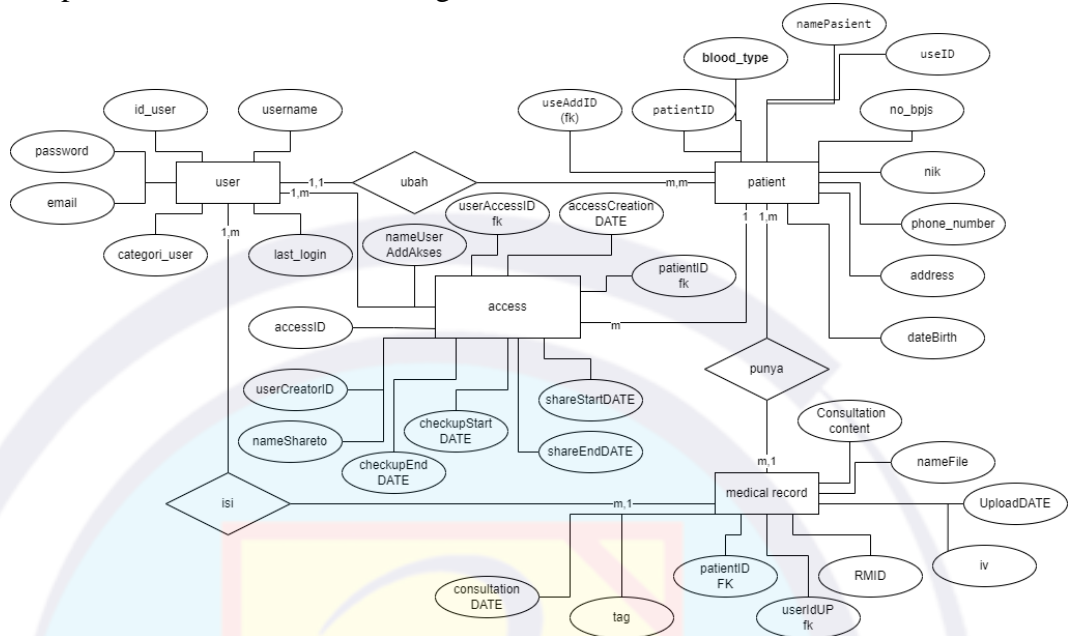 namePasient
blood_type
useID
id_user
username
useAddID
(fk)
patientID
no_bpjs
password
user
1,1
ubah
m,m
patient
nik
1,m
email
userAccessID
fk
accessCreation
DATE
1
1,m
phone_number
1,m
categori_user
last_login
nameUser
AddAkses
patientID
fk
address
access
accessID
m
dateBirth
punya
userCreatorID
shareStartDATE
checkupStart
DATE
Consultation
content
nameShareto
shareEndDATE
checkupEnd
DATE
m,1
nameFile
isi
m,1
medical record
UploadDATE
iv
patientID
FK
RMID
consultation
DATE
tag
userIdUP
fk